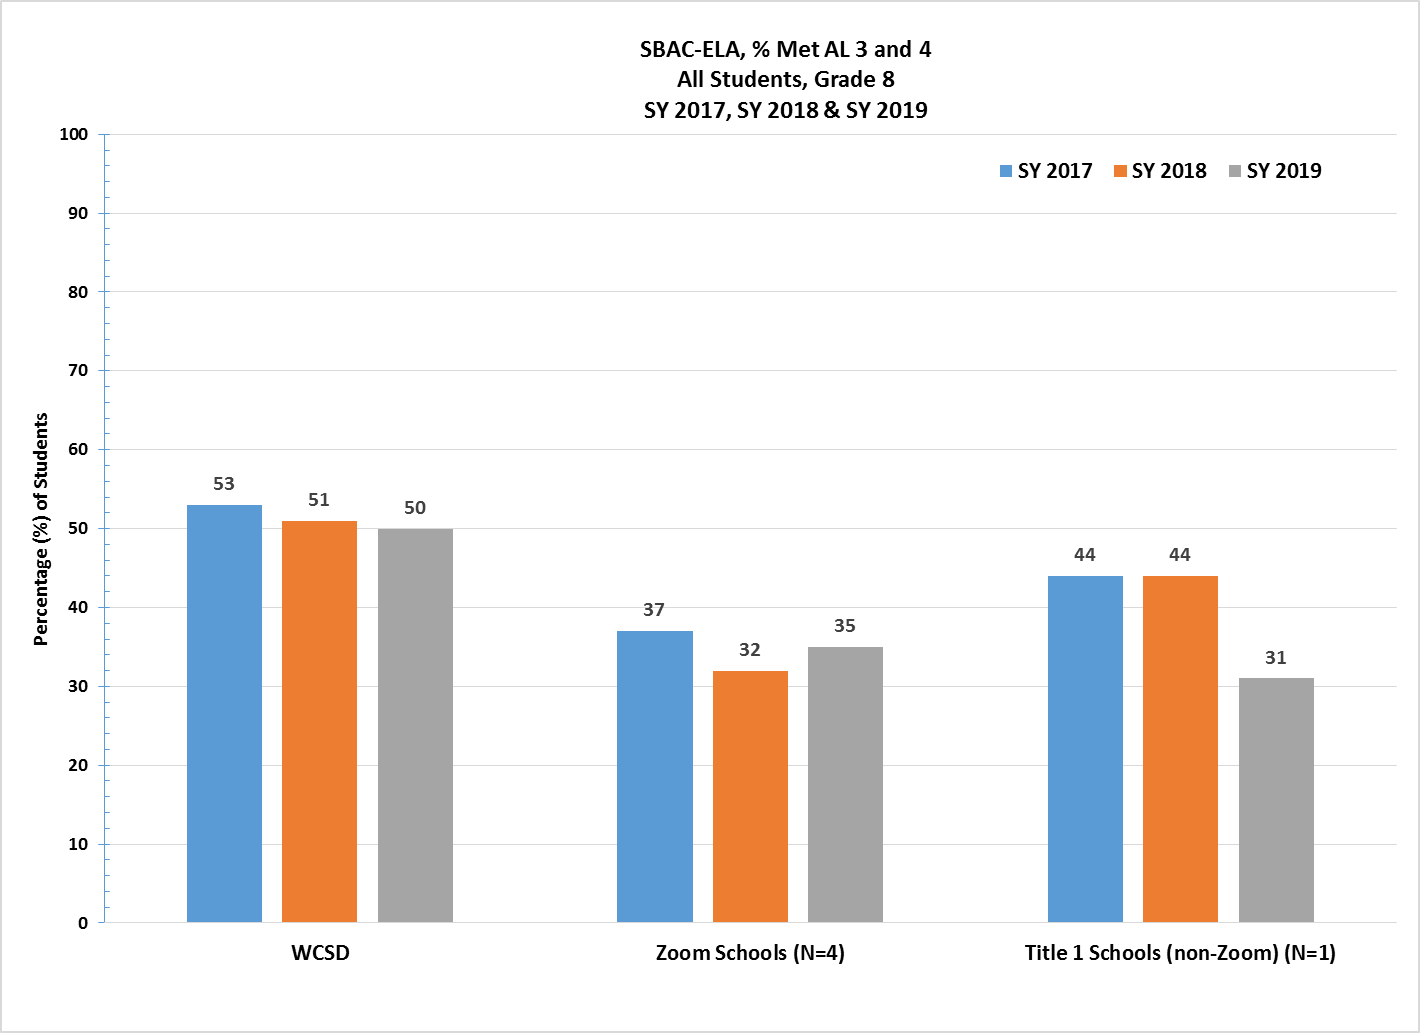 SBAC-ELA, % Met AL 3 and 4
All Students, Grade 8
SY 2017, SY 2018 & SY 2019
SY 2017 SY 2018 SY 2019
Percentage (%) of Students
100
90
80
70
60
50
40
30
20
10
0
53
51
50
37
32
35
44
44
31
WCSD
Zoom Schools (N=4)
Title 1 Schools (non-Zoom) (N=1)